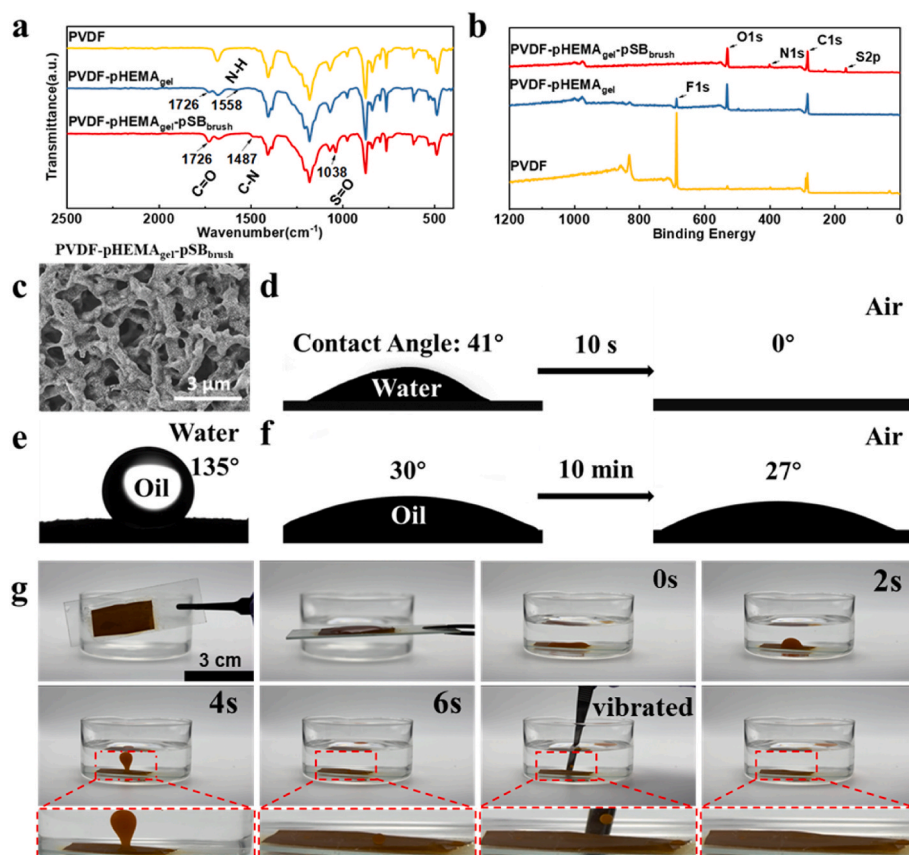 a
PVDF
PVDF-pHEMAgel
N-H
1726
1558
PVDF-pHEMAgel-pSBbrush
1726
1487
1038
C=O
C-N
S=O
Transmittance(a.u.)
2500
2000
1500
1000
500
Wavenumber(cm-1)
b
PVDF-pHEMAgel-pSBbrush
O1s
N1s
C1s
S2p
PVDF-pHEMAgel
F1s
PVDF
1200
1000
800
600
400
200
0
Binding Energy
PVDF-pHEMAgel-pSBbrush
c
3 μm
d
Contact Angle: 41°
Water
10 s
Air
0°
e
Water
135°
Oil
f
30°
Oil
10 min
Air
27°
g
3 cm
0s
2s
4s
6s
vibrated